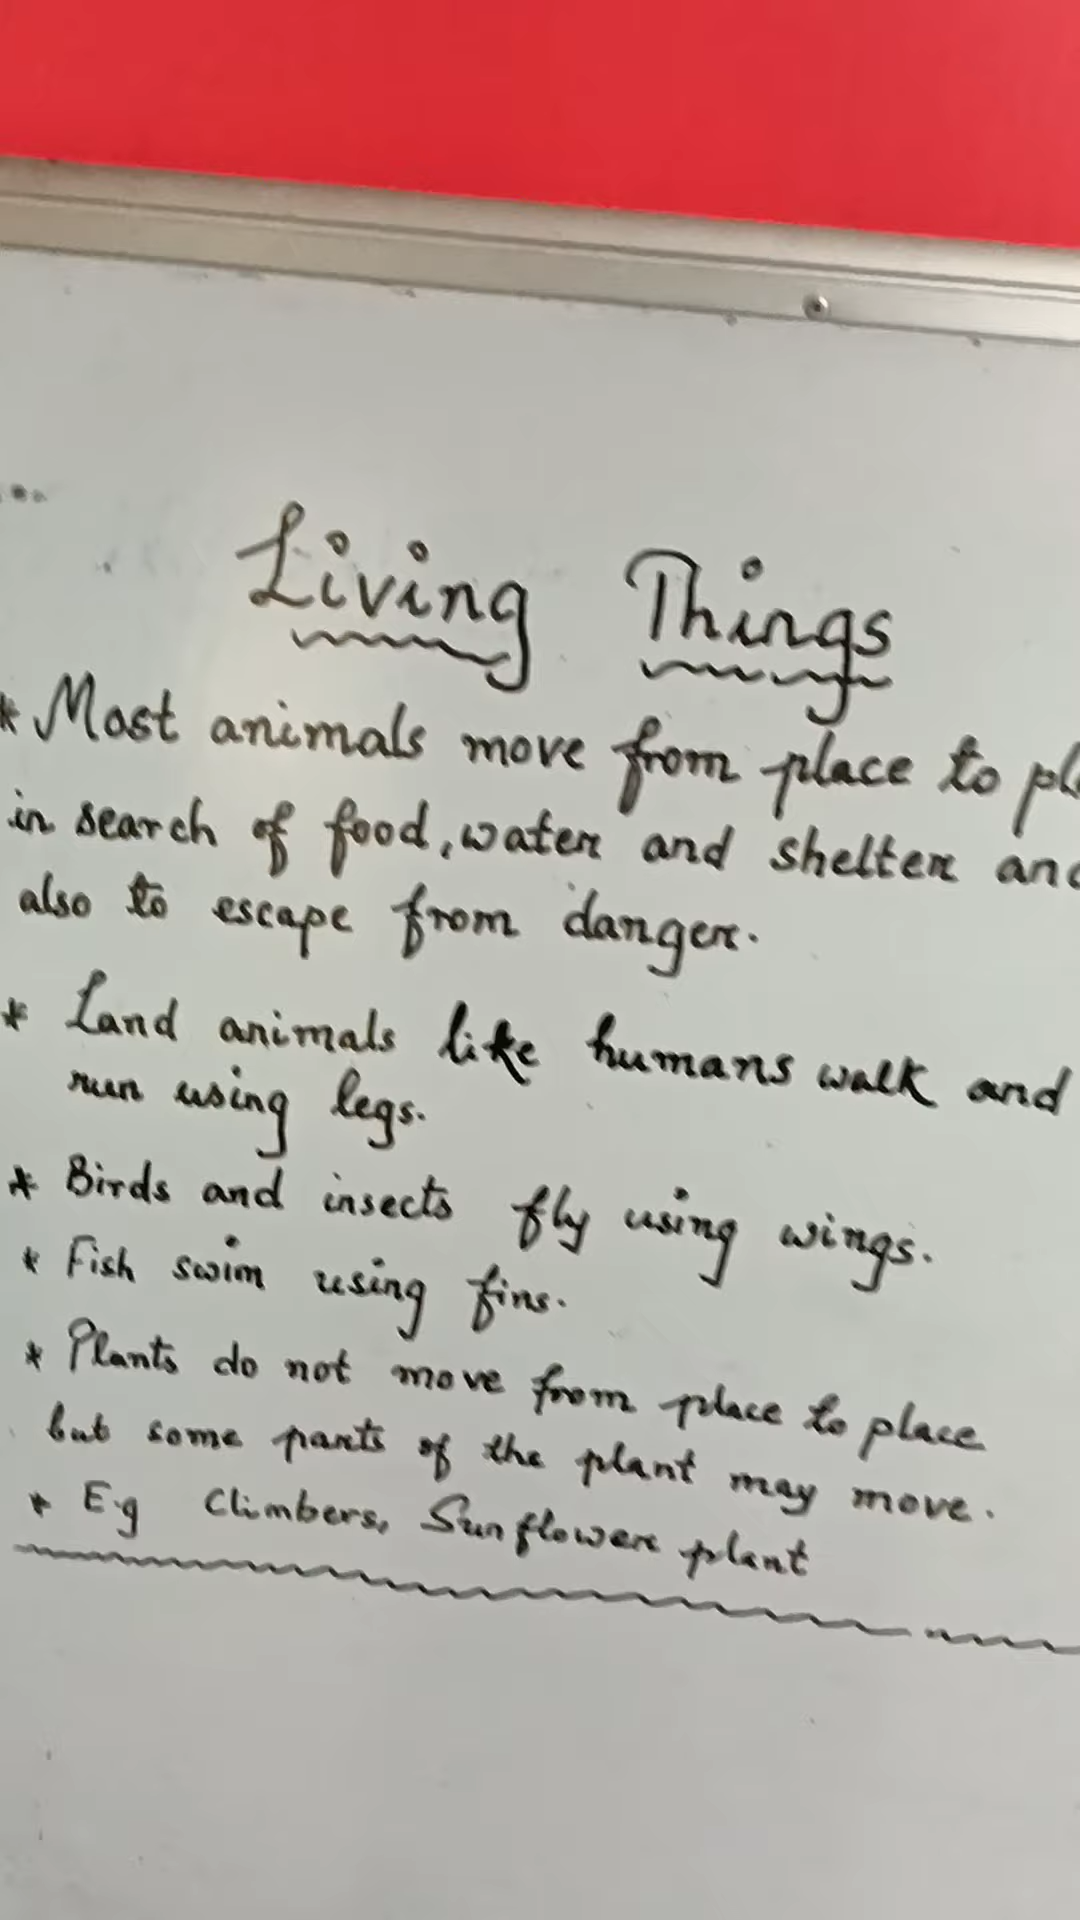 Living Things
* Most animals move from place to pl
in search of food, water and shelter and
also to escape from danger.
* Land animals like humans walk and
run using legs.
* Birds and insects fly using wings.
* Fish swim using fins.
* Plants do not move from place to place
but some parts of the plant may move.
* E.g Climbers, Sunflower plant